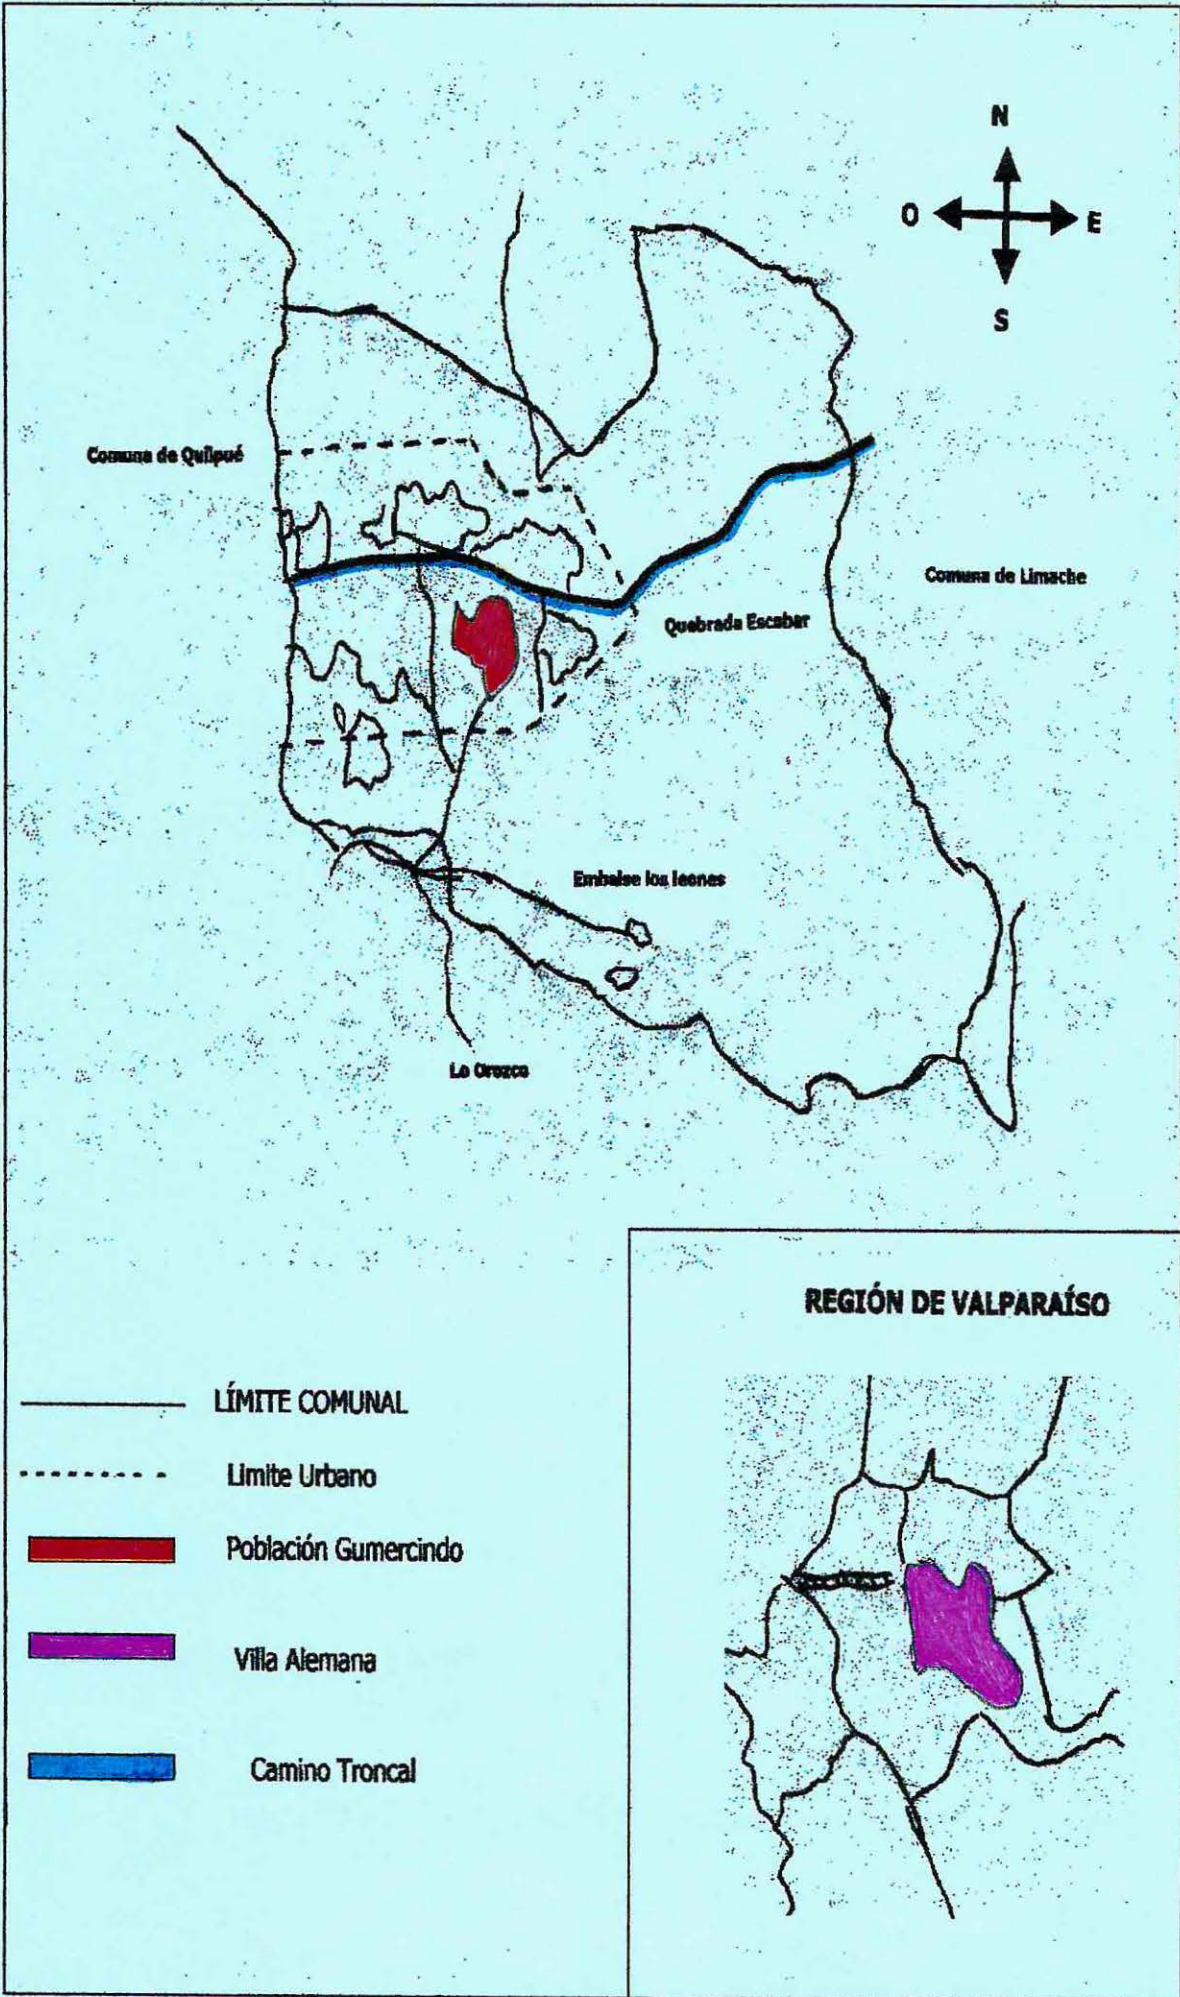 N
O
E
S
Comuna de Quilpué
Comuna de Limache
Quebrada Escobar
Embalse los leones
Lo Orozco
REGIÓN DE VALPARAÍSO
LÍMITE COMUNAL
Limite Urbano
Población Gumercindo
Villa Alemana
Camino Troncal